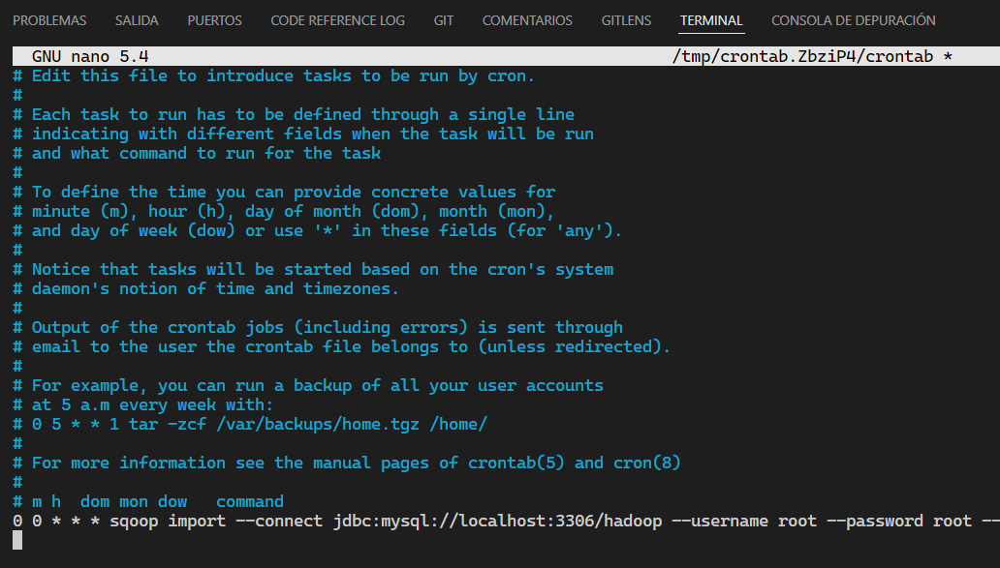 PROBLEMAS SALIDA PUERTOS CODE REFERENCE LOG GIT COMENTARIOS GITLENS TERMINAL CONSOLA DE DEPURACIÓN
GNU nano 5.4 /tmp/crontab.ZbziP4/crontab *
# Edit this file to introduce tasks to be run by cron.
#
# Each task to run has to be defined through a single line
# indicating with different fields when the task will be run
# and what command to run for the task
#
# To define the time you can provide concrete values for
# minute (m), hour (h), day of month (dom), month (mon),
# and day of week (dow) or use '*' in these fields (for 'any').
#
# Notice that tasks will be started based on the cron's system
# daemon's notion of time and timezones.
#
# Output of the crontab jobs (including errors) is sent through
# email to the user the crontab file belongs to (unless redirected).
#
# For example, you can run a backup of all your user accounts
# at 5 a.m every week with:
# 0 5 * * 1 tar -zcf /var/backups/home.tgz /home/
#
# For more information see the manual pages of crontab(5) and cron(8)
#
# m h  dom mon dow   command
0 0 * * * sqoop import --connect jdbc:mysql://localhost:3306/hadoop --username root --password root --